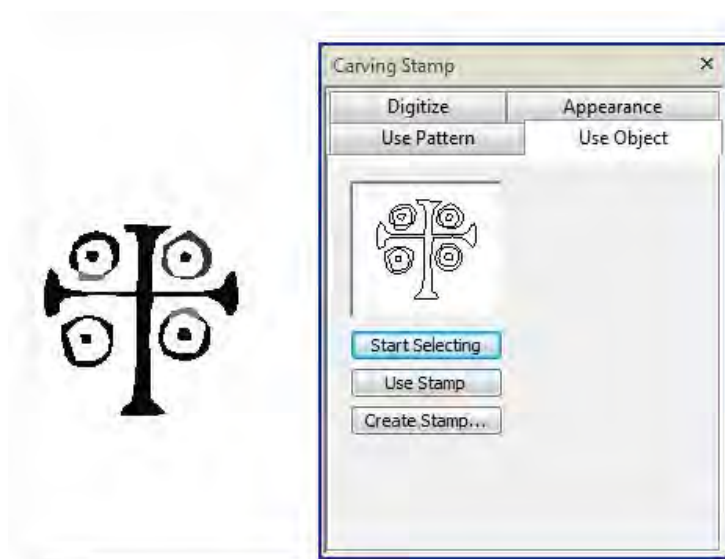 Carving Stamp
Digitize Appearance
Use Pattern Use Object
Start Selecting
Use Stamp
Create Stamp...